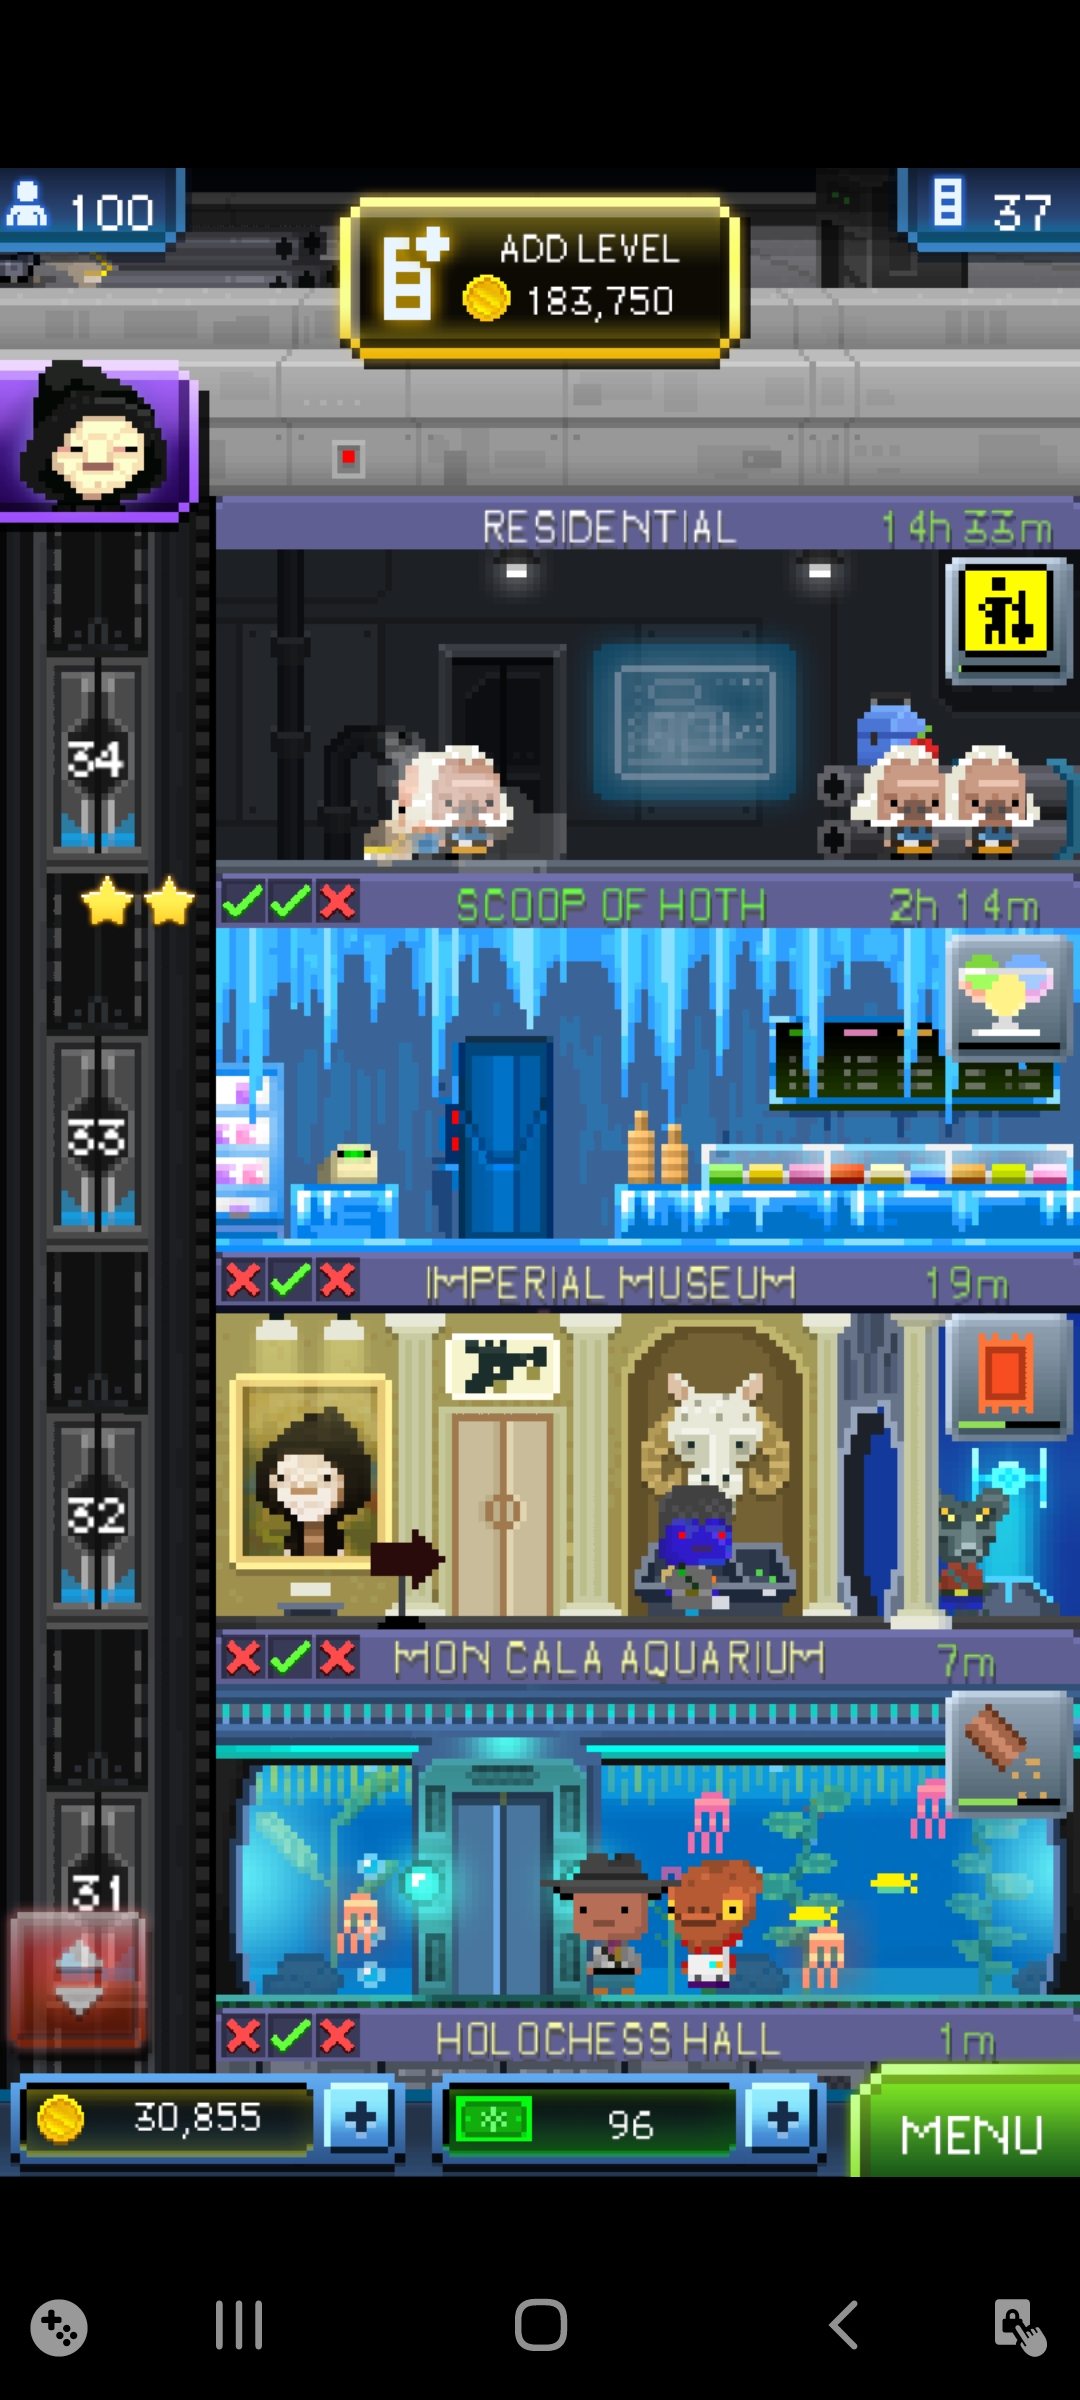 100
ADD LEVEL
183,750
37
RESIDENTIAL 14h 33m
34
SCOOP OF HOTH 2h 14m
33
IMPERIAL MUSEUM 19m
32
MON CALA AQUARIUM 7m
31
HOLOCHESS HALL 1m
30,855
96
MENU